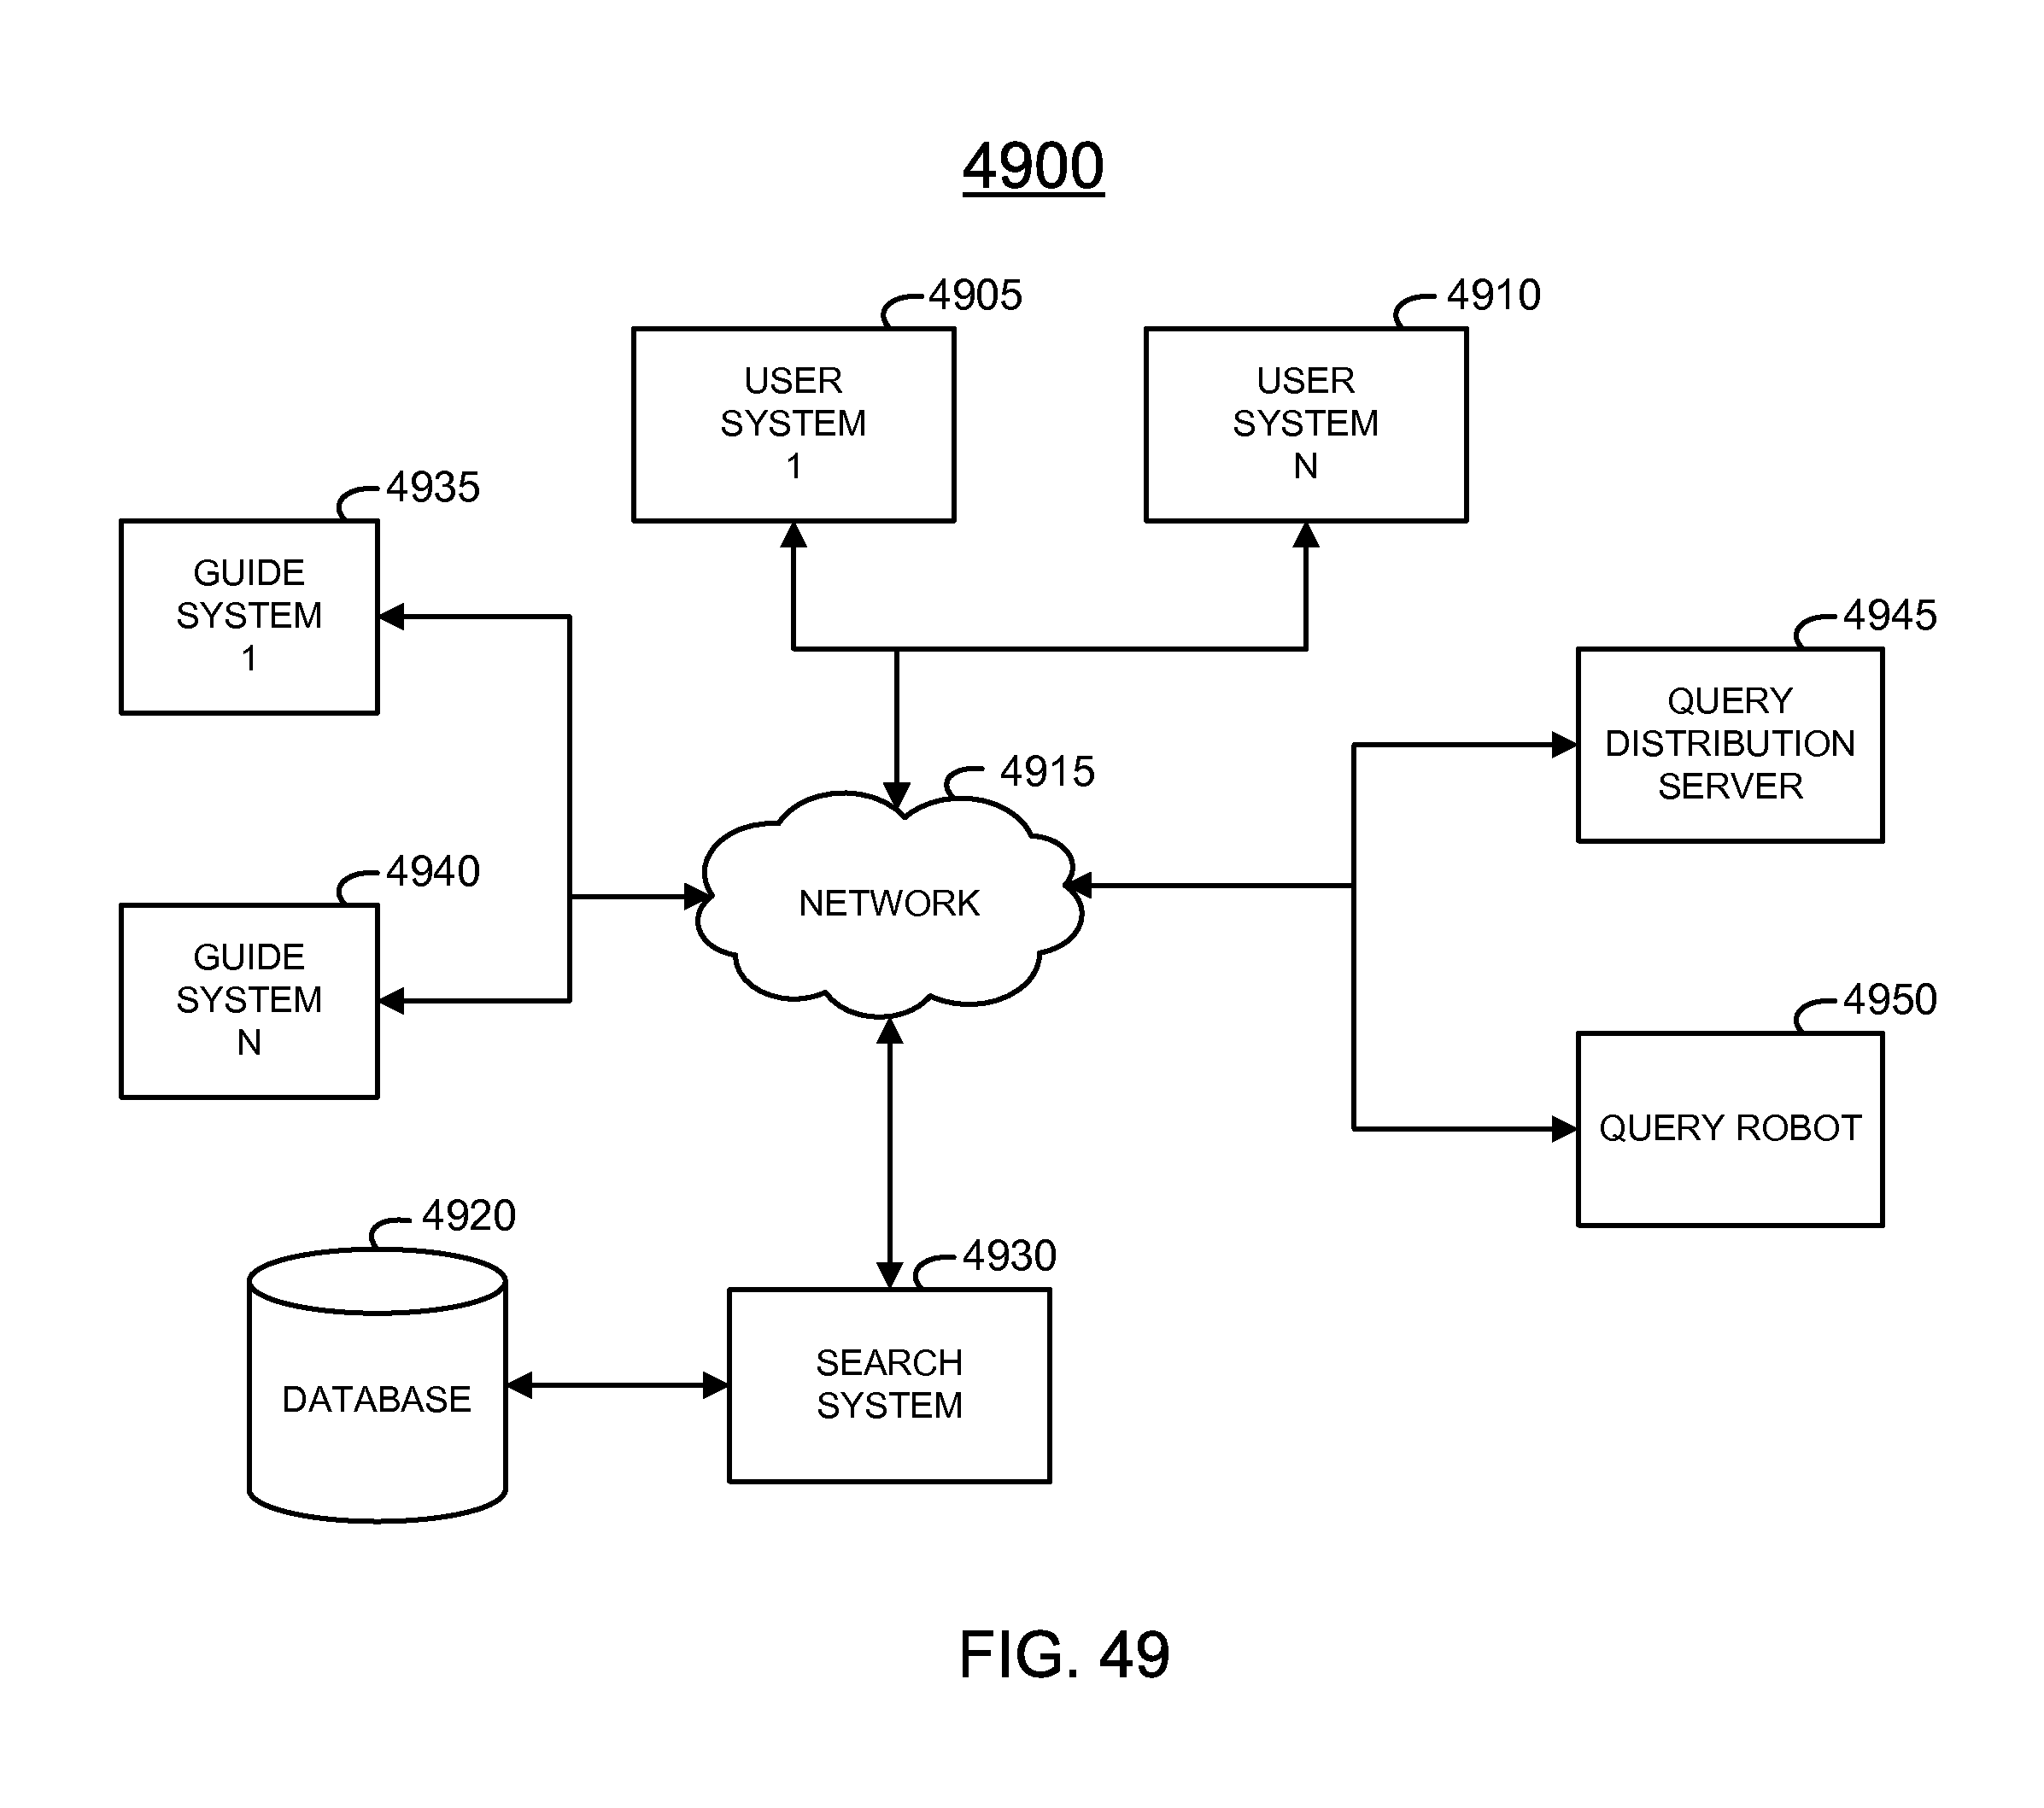 4900
4905
USER
SYSTEM
1
4910
USER
SYSTEM
N
4935
GUIDE
SYSTEM
1
4945
QUERY
DISTRIBUTION
SERVER
4915
NETWORK
4940
GUIDE
SYSTEM
N
4950
QUERY ROBOT
4920
DATABASE
4930
SEARCH
SYSTEM
FIG. 49